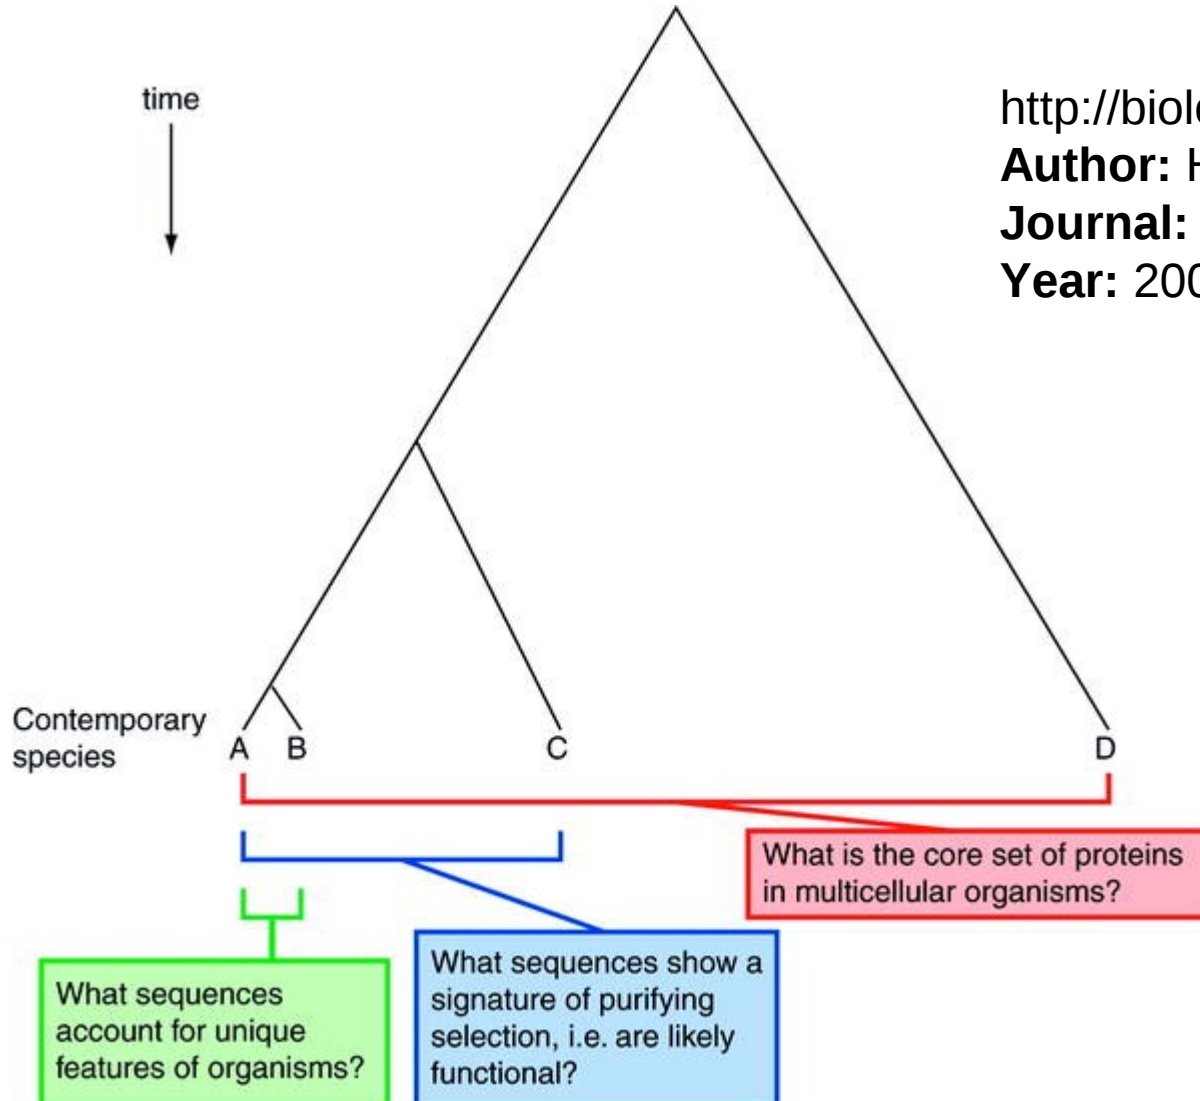 time
http://biol
Author:
Journal:
Year: 200
Contemporary
species
A B C D
What is the core set of proteins
in multicellular organisms?
What sequences show a
signature of purifying
selection, i.e. are likely
functional?
What sequences
account for unique
features of organisms?